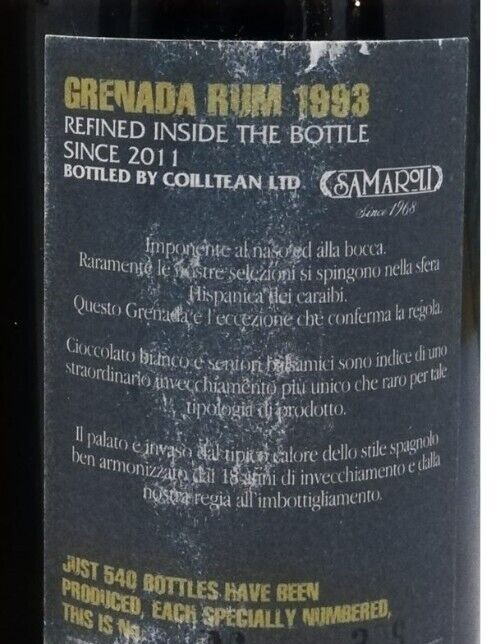 GRENADA RUM 1993
REFINED INSIDE THE BOTTLE
SINCE 2011
BOTTLED BY COILLTEAN LTD SAMAROLI
Since 1968
Imponente al naso ed alla bocca.
Raramente le nostre selezioni si spingono nella sfera
Hispanica dei caraibi.
Questo Grenada e l'eccezione che conferma la regola.
Cioccolato bianco e sentori balsamici sono indice di uno
straordinario invecchiamento più unico che raro per tale
tipologia di prodotto.
Il palato e invaso dal tipico calore dello stile spagnolo
ben armonizzato dai 18 anni di invecchiamento e dalla
nostra regia all'imbottigliamento.
JUST 540 BOTTLES HAVE BEEN
PRODUCED, EACH SPECIALLY NUMBERED,
THIS IS No